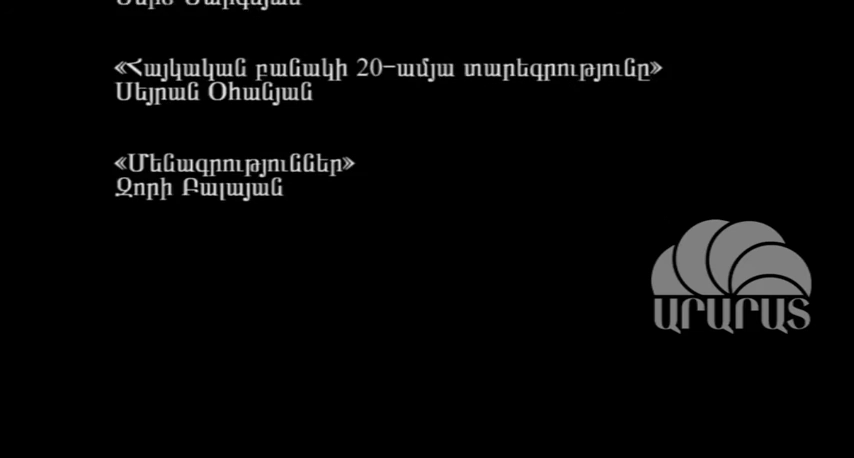 «Հայկական բանակի 20-ամյա տարեգրությունը»
Սեյրան Օհանյան
«Մենագրություններ»
Զորի Բալայան
ԱՐԱՐԱՏ